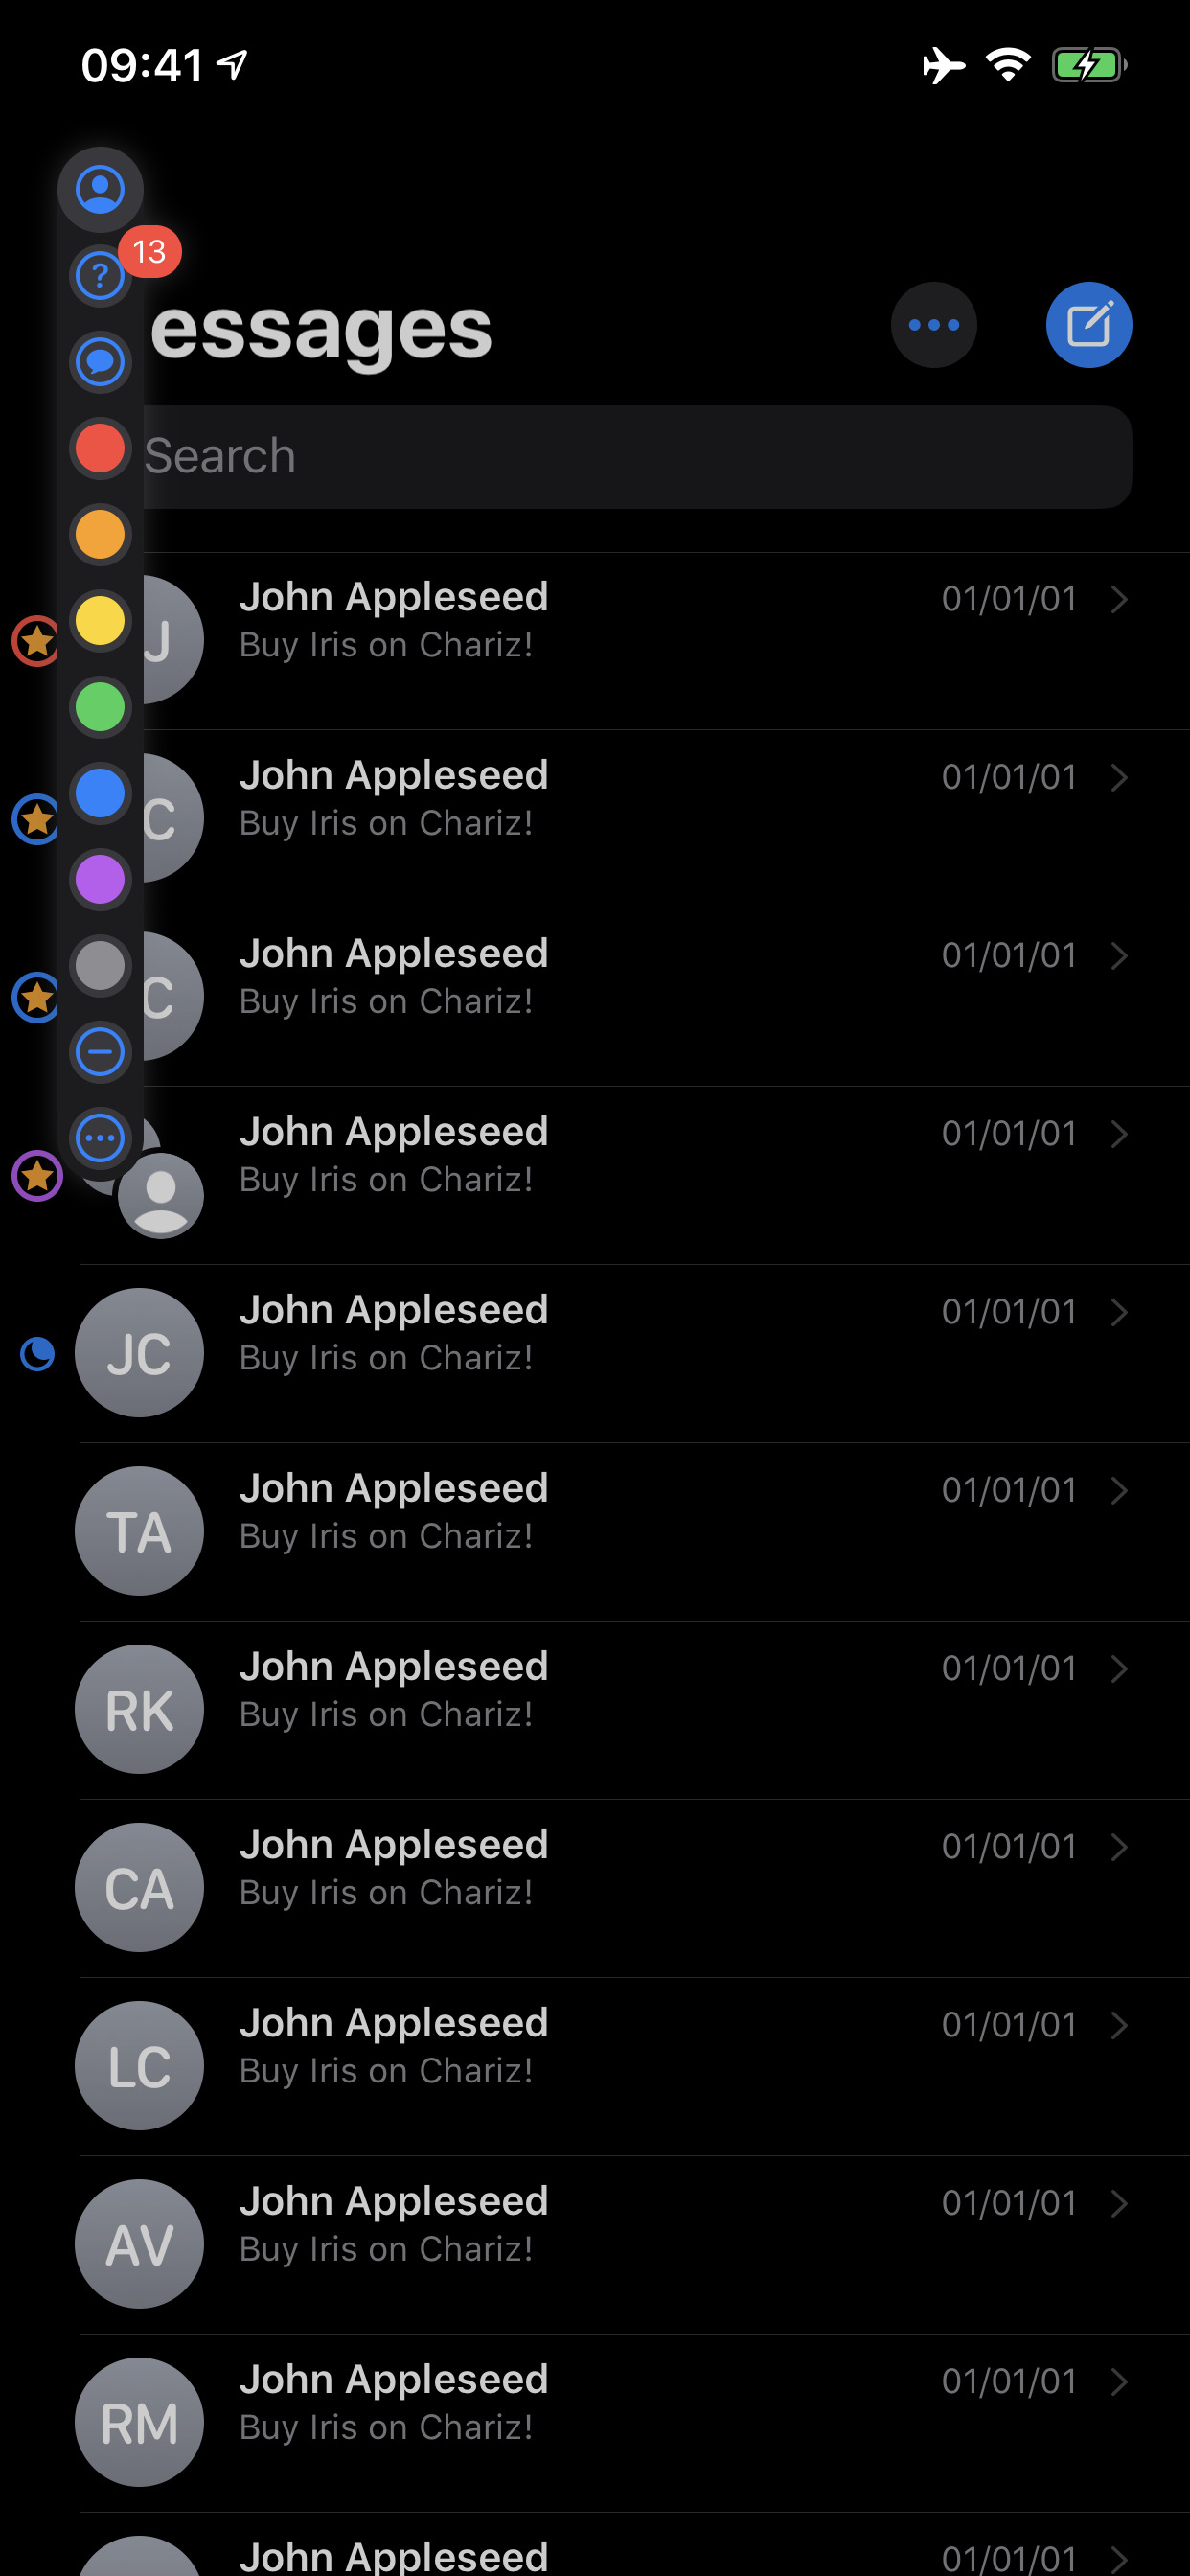 09:41
?
13
essages
Search
J
John Appleseed
01/01/01
Buy Iris on Chariz!
C
John Appleseed
01/01/01
Buy Iris on Chariz!
C
John Appleseed
01/01/01
Buy Iris on Chariz!
John Appleseed
01/01/01
Buy Iris on Chariz!
JC
John Appleseed
01/01/01
Buy Iris on Chariz!
TA
John Appleseed
01/01/01
Buy Iris on Chariz!
RK
John Appleseed
01/01/01
Buy Iris on Chariz!
CA
John Appleseed
01/01/01
Buy Iris on Chariz!
LC
John Appleseed
01/01/01
Buy Iris on Chariz!
AV
John Appleseed
01/01/01
Buy Iris on Chariz!
RM
John Appleseed
01/01/01
Buy Iris on Chariz!
John Appleseed
01/01/01